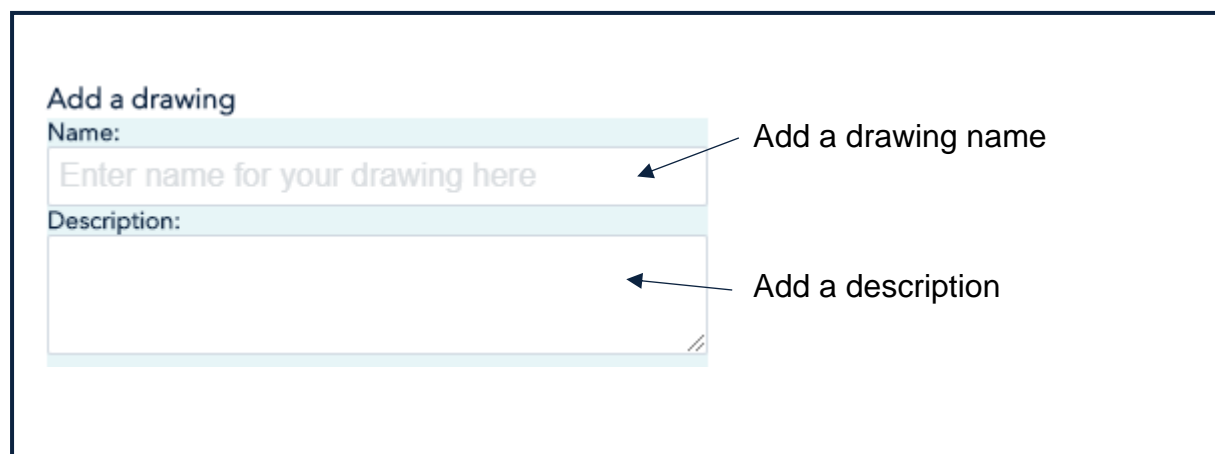 Add a drawing
Name:
Add a drawing name
Enter name for your drawing here
Description:
Add a description